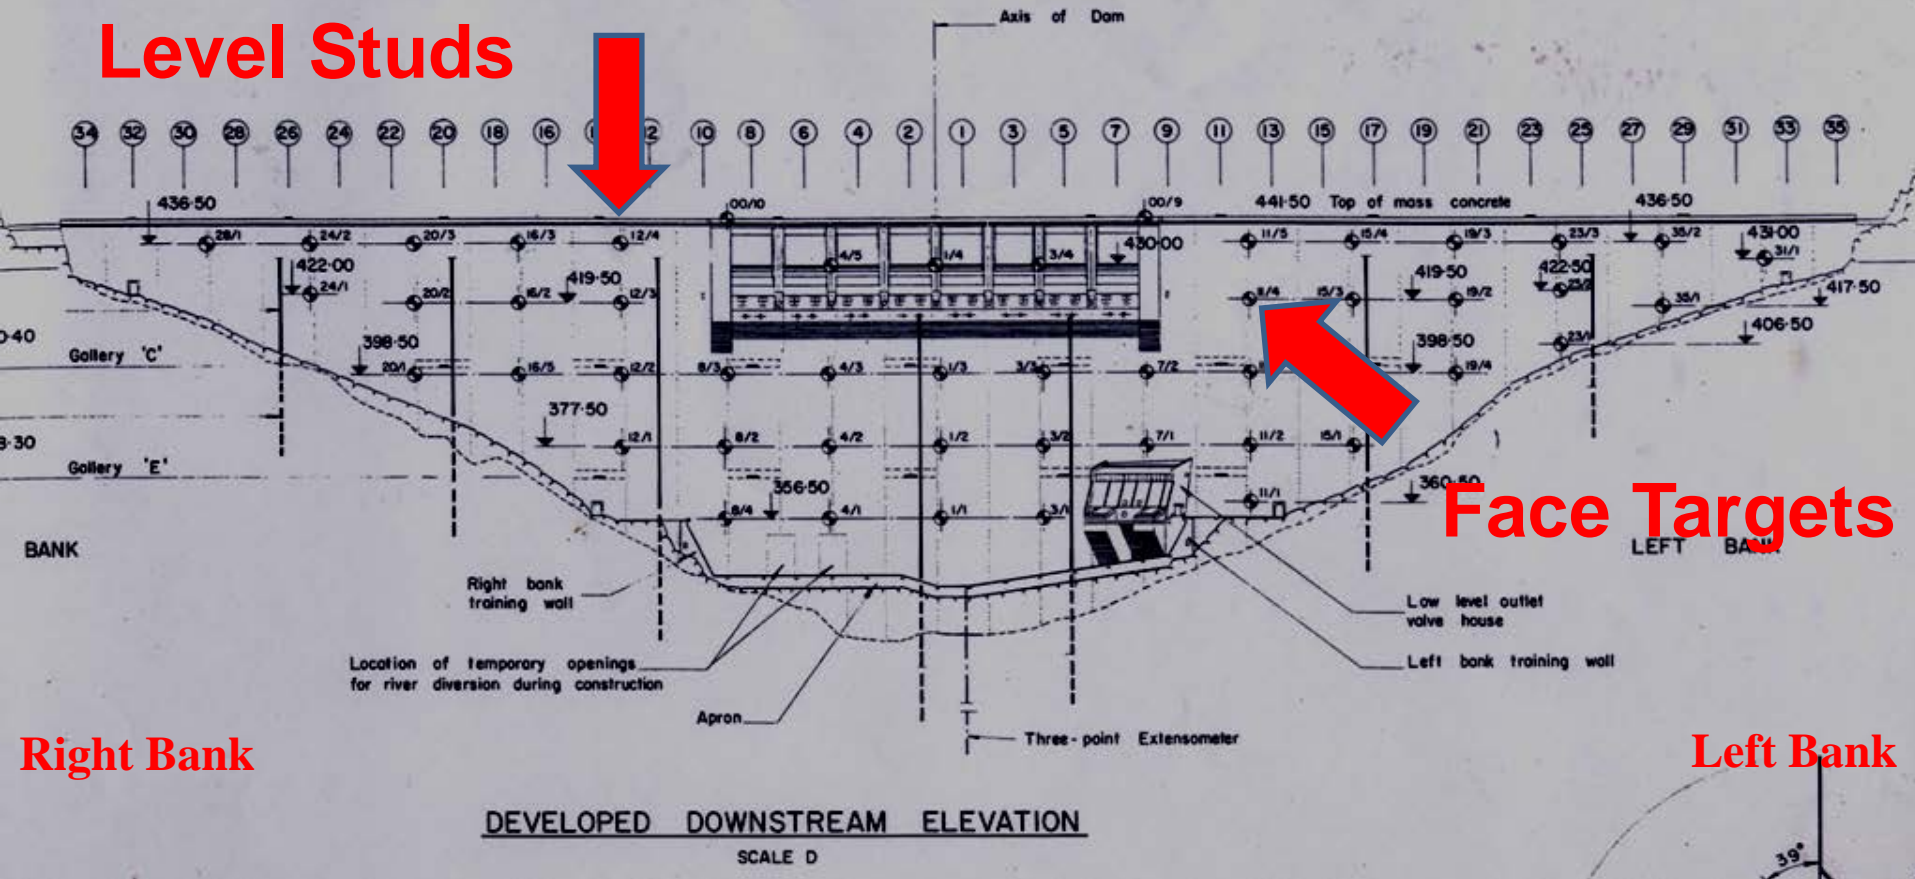 Axis of Dam
Level Studs
34 32 30 28 26 24 22 20 18 16 12 10 8 6 4 2 1 3 5 7 9 11 13 15 17 19 21 23 25 27 29 31 33 35
436·50 00/10 00/9 441·50 Top of mass concrete 436·50
28/1 24/2 20/3 16/3 12/4 4/5 1/4 3/4 430·00 11/5 15/4 19/3 23/3 35/2 431·00 31/1
422·00 24/1 20/2 16/2 419·50 12/3 11/4 15/3 419·50 19/2 422·50 35/1 417·50
398·50 398·50 23/1 406·50
Gallery 'C'
20/1 16/5 12/2 8/3 4/3 1/3 3/3 7/2 19/4
377·50
12/1 8/2 4/2 1/2 3/2 7/1 11/2 15/1
Gallery 'E'
356·50 360·50
8/4 4/1 1/1 3/1 11/1
Face Targets
BANK
LEFT BANK
Right bank
training wall
Low level outlet
valve house
Location of temporary openings
for river diversion during construction
Left bank training wall
Apron
Three-point Extensometer
Right Bank
Left Bank
DEVELOPED DOWNSTREAM ELEVATION
SCALE D
39°